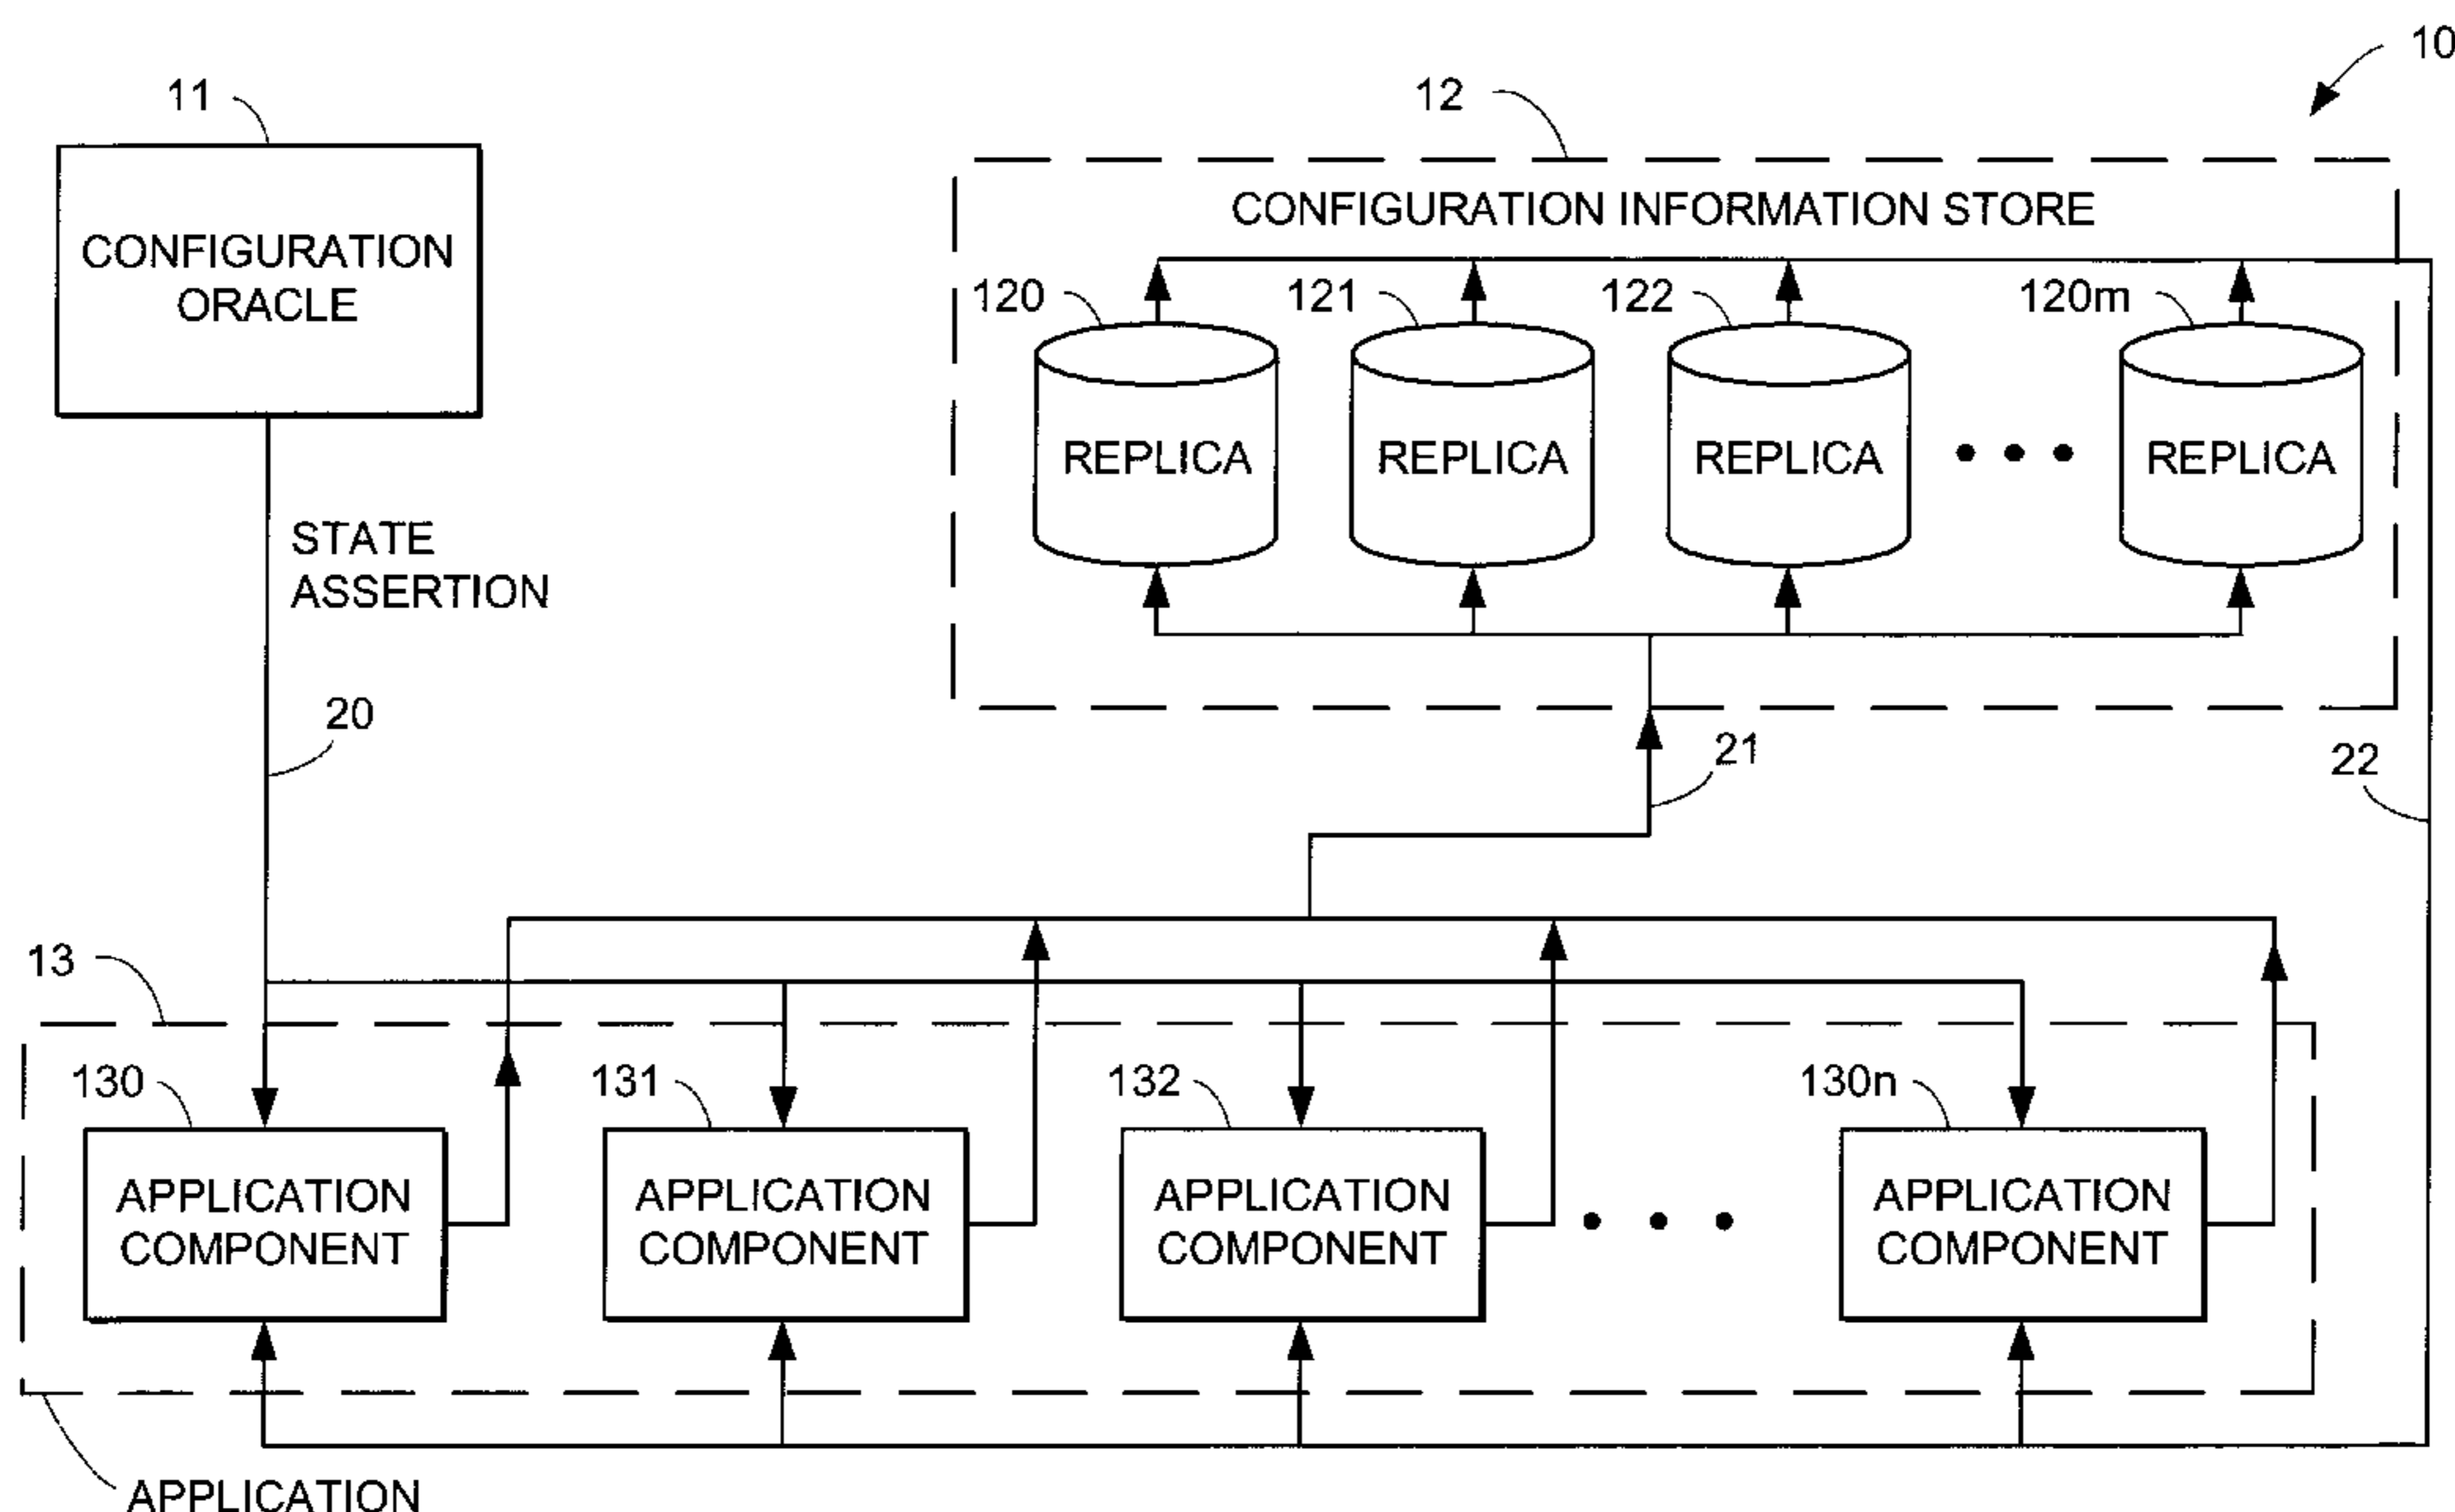 10
11
12
CONFIGURATION
ORACLE
CONFIGURATION INFORMATION STORE
120
121
122
120m
REPLICA
REPLICA
REPLICA
REPLICA
STATE
ASSERTION
20
21
22
13
130
131
132
130n
APPLICATION
COMPONENT
APPLICATION
COMPONENT
APPLICATION
COMPONENT
APPLICATION
COMPONENT
APPLICATION